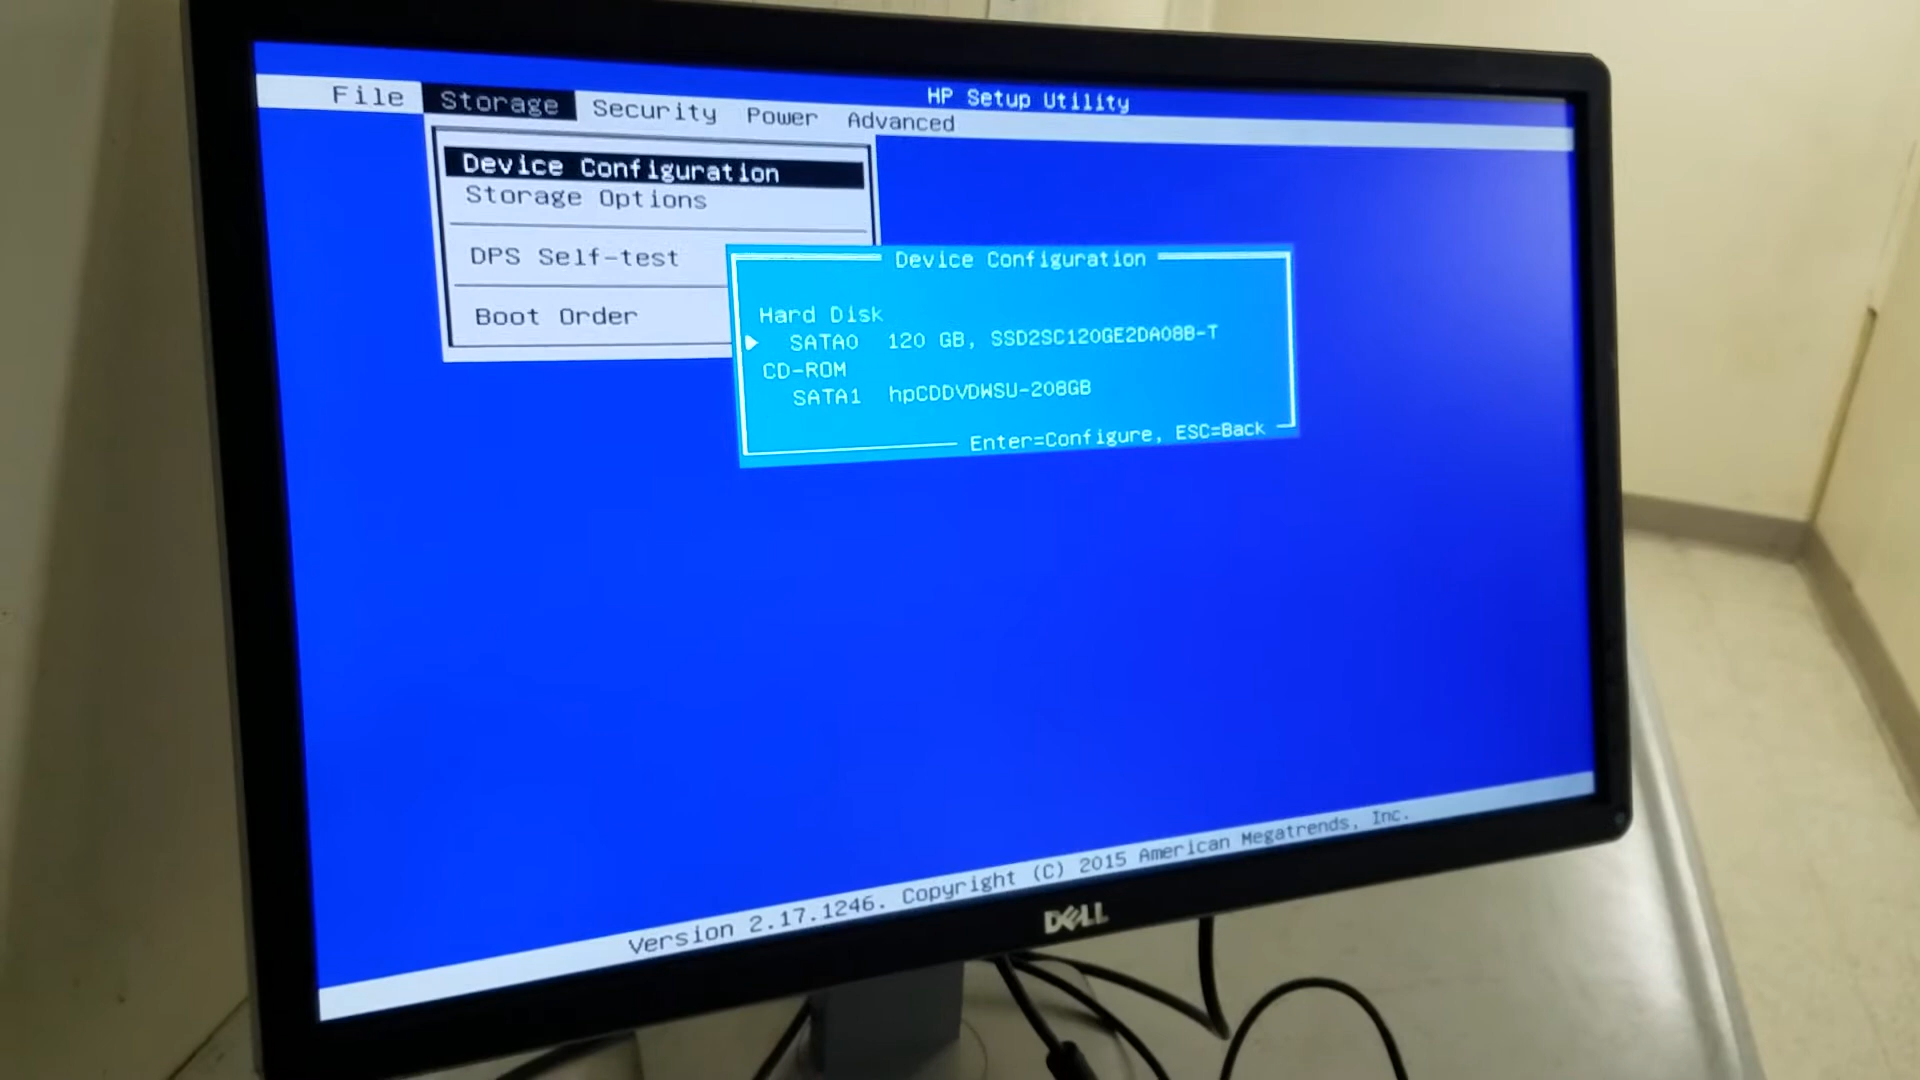 HP Setup Utility
File Storage Security Power Advanced
Device Configuration
Storage Options
DPS Self-test
Boot Order
Device Configuration
Hard Disk
SATA0 120 GB, SSD2SC120GE2DA08B-T
CD-ROM
SATA1 hpCDDVDWSU-208GB
Enter=Configure, ESC=Back
Version 2.17.1246. Copyright (C) 2015 American Megatrends, Inc.
DELL